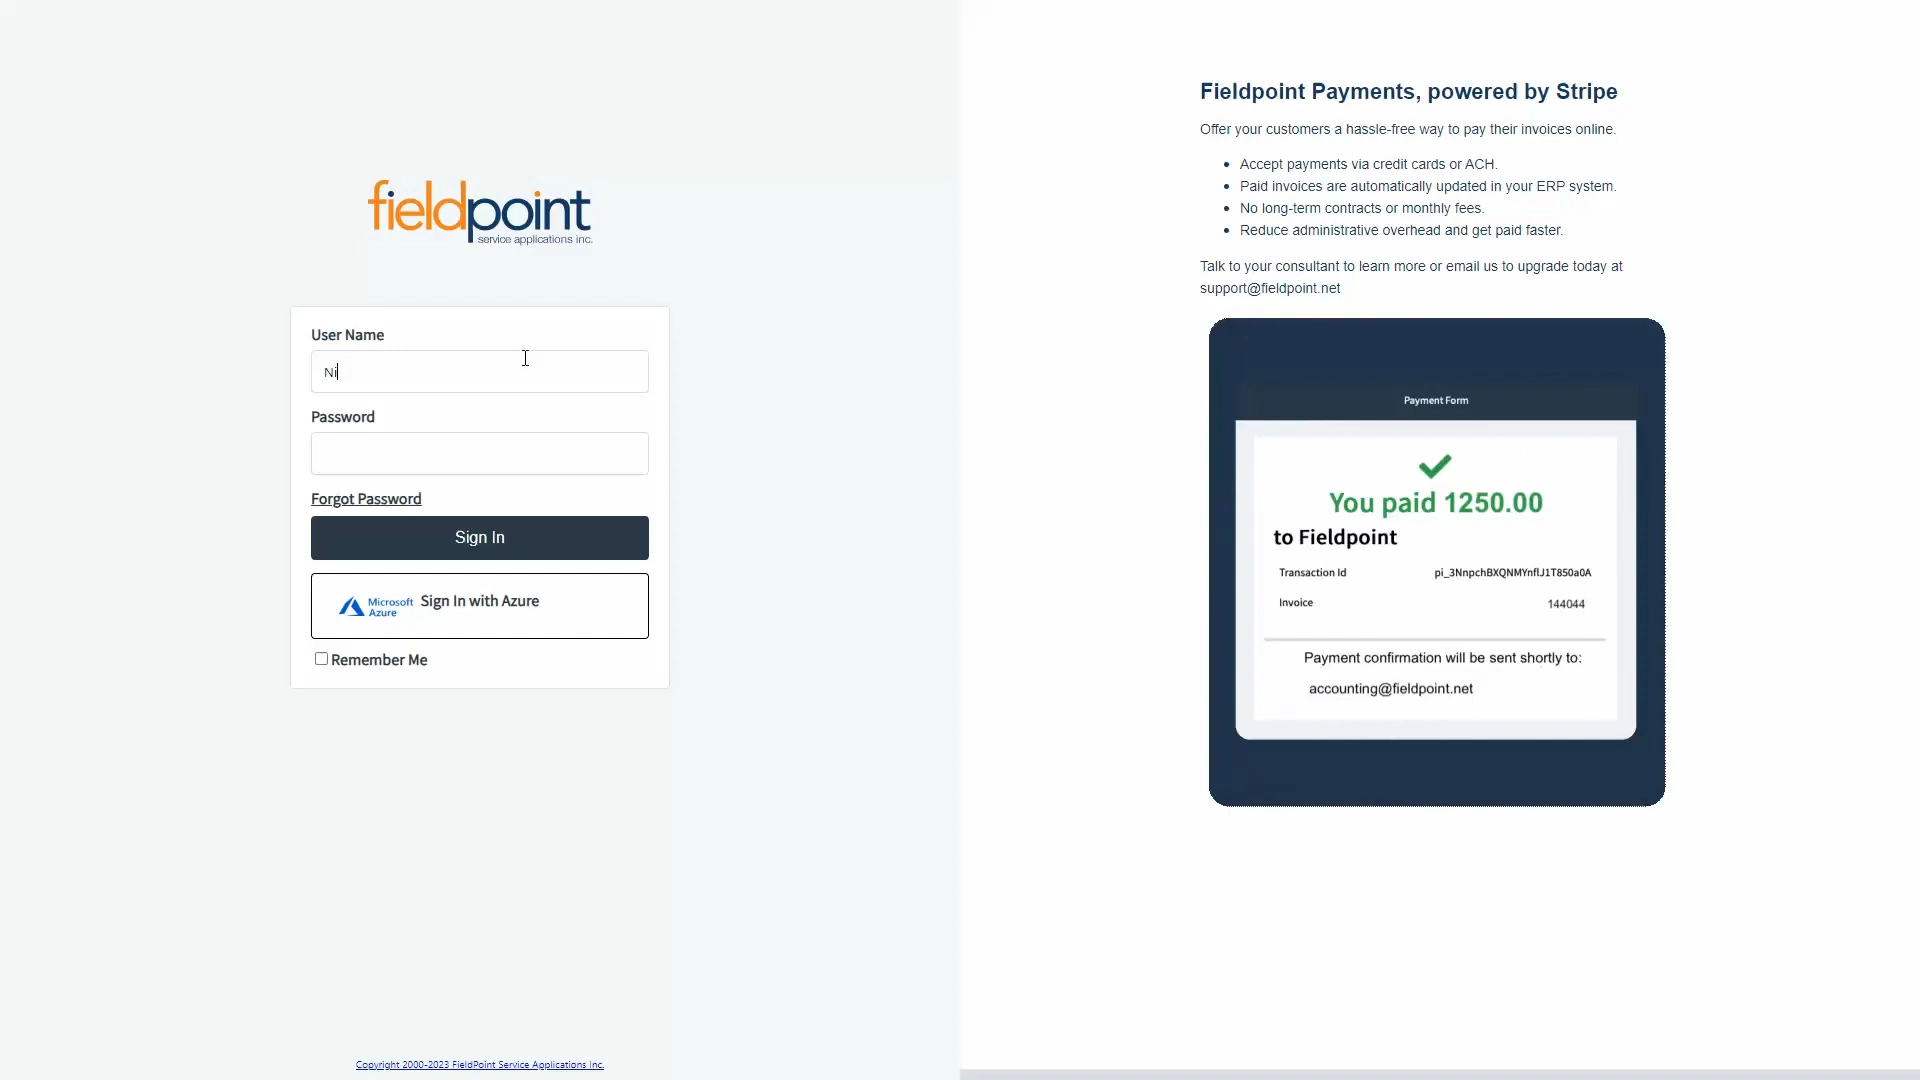 fieldpoint
service applications inc.
User Name
Ni
Password
Forgot Password
Sign In
Microsoft
Azure
Sign In with Azure
Remember Me
Copyright 2000-2023 FieldPoint Service Applications Inc.
Fieldpoint Payments, powered by Stripe
Offer your customers a hassle-free way to pay their invoices online.
Accept payments via credit cards or ACH.
Paid invoices are automatically updated in your ERP system.
No long-term contracts or monthly fees.
Reduce administrative overhead and get paid faster.
Talk to your consultant to learn more or email us to upgrade today at
support@fieldpoint.net
Payment Form
You paid 1250.00
to Fieldpoint
Transaction Id pi_3NnpchBXQNMYnflJ1T850a0A
Invoice 144044
Payment confirmation will be sent shortly to:
accounting@fieldpoint.net